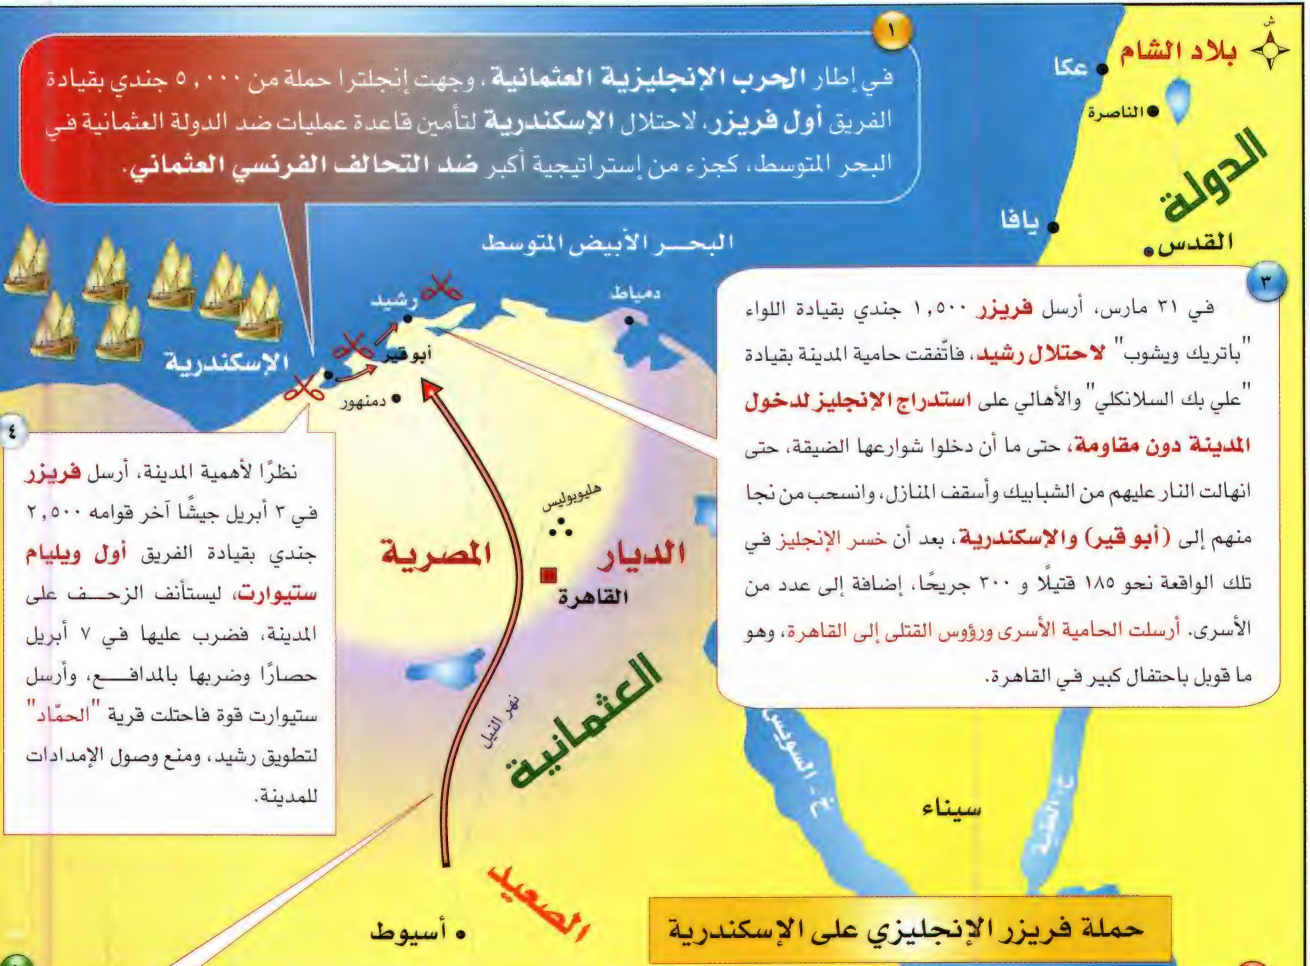 ١
في إطار الحرب الإنجليزية العثمانية، وجهت إنجلترا حملة من ٥,٠٠٠ جندي بقيادة
الفريق أول فريزر، لاحتلال الإسكندرية لتأمين قاعدة عمليات ضد الدولة العثمانية في
البحر المتوسط، كجزء من إستراتيجية أكبر ضد التحالف الفرنسي العثماني.
ش
بلاد الشام
عكا
الناصرة
الدولة
يافا
القدس
البحـــر الأبيض المتوسط
رشيد
دمياط
أبو قير
الإسكندرية
دمنهور
٣
في ٣١ مارس، أرسل فريزر ١,٥٠٠ جندي بقيادة اللواء
"باتريك ويشوب" لاحتلال رشيد، فاتّفقت حامية المدينة بقيادة
"علي بك السلانكلي" والأهالي على استدراج الإنجليز لدخول
المدينة دون مقاومة، حتى ما أن دخلوا شوارعها الضيقة، حتى
انهالت النار عليهم من الشبابيك وأسقف المنازل، وانسحب من نجا
منهم إلى (أبو قير) والإسكندرية، بعد أن خسر الإنجليز في
تلك الواقعة نحو ١٨٥ قتيلًا و ٣٠٠ جريحًا، إضافة إلى عدد من
الأسرى. أرسلت الحامية الأسرى ورؤوس القتلى إلى القاهرة، وهو
ما قوبل باحتفال كبير في القاهرة.
٤
نظرًا لأهمية المدينة، أرسل فريزر
في ٣ أبريل جيشًا آخر قوامه ٢,٥٠٠
جندي بقيادة الفريق أول ويليام
ستيوارت، ليستأنف الزحـــف على
المدينة، فضرب عليها في ٧ أبريل
حصارًا وضربها بالمدافــــع، وأرسل
ستيوارت قوة فاحتلت قرية "الحمّاد"
لتطويق رشيد، ومنع وصول الإمدادات
للمدينة.
هليوبوليس
الديار
المصرية
القاهرة
العثمانية
نهر النيل
خ - السويس
سيناء
خ - العقبة
الصعيد
أسيوط
حملة فريزر الإنجليزي على الإسكندرية